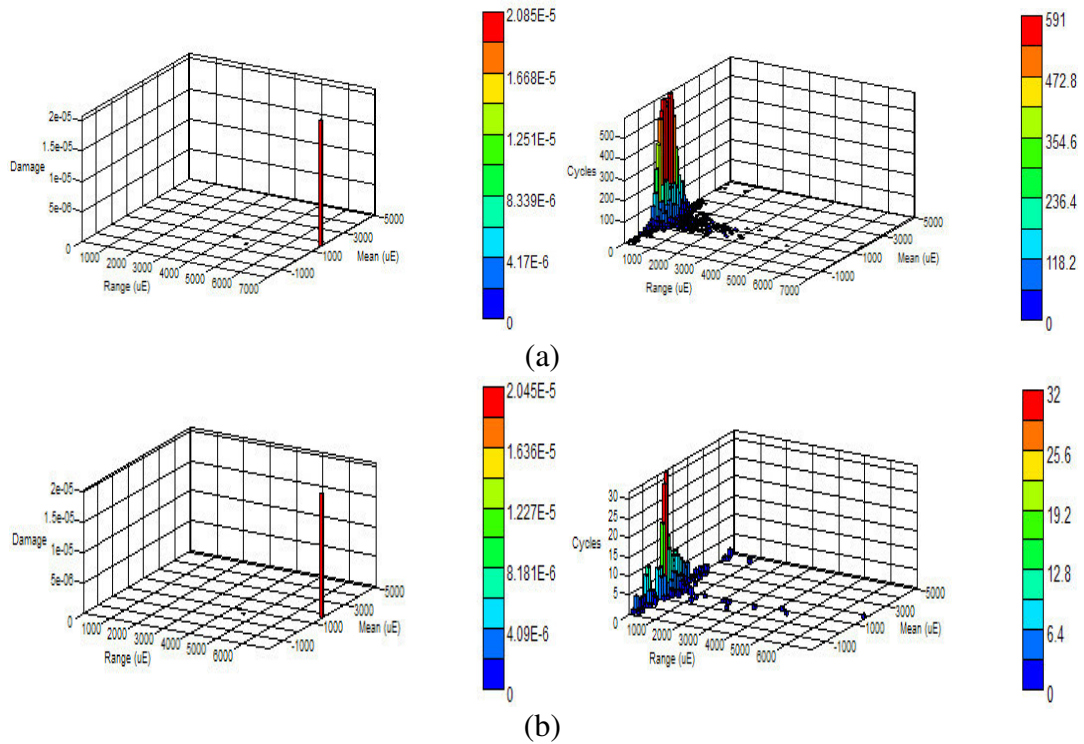 2.085E-5
1.668E-5
1.251E-5
8.339E-6
4.17E-6
0
2e-05
1.5e-05
1e-05
5e-06
0
Damage
1000
2000
3000
4000
5000
6000
7000
Range (uE)
-1000
1000
3000
5000
Mean (uE)
591
472.8
354.6
236.4
118.2
0
500
400
300
200
100
0
Cycles
1000
2000
3000
4000
5000
6000
7000
Range (uE)
-1000
1000
3000
5000
Mean (uE)
(a)
2.045E-5
1.636E-5
1.227E-5
8.181E-6
4.09E-6
0
2e-05
1.5e-05
1e-05
5e-06
0
Damage
1000
2000
3000
4000
5000
6000
Range (uE)
-1000
1000
3000
5000
Mean (uE)
32
25.6
19.2
12.8
6.4
0
30
25
20
15
10
5
0
Cycles
1000
2000
3000
4000
5000
6000
Range (uE)
-1000
1000
3000
5000
Mean (uE)
(b)